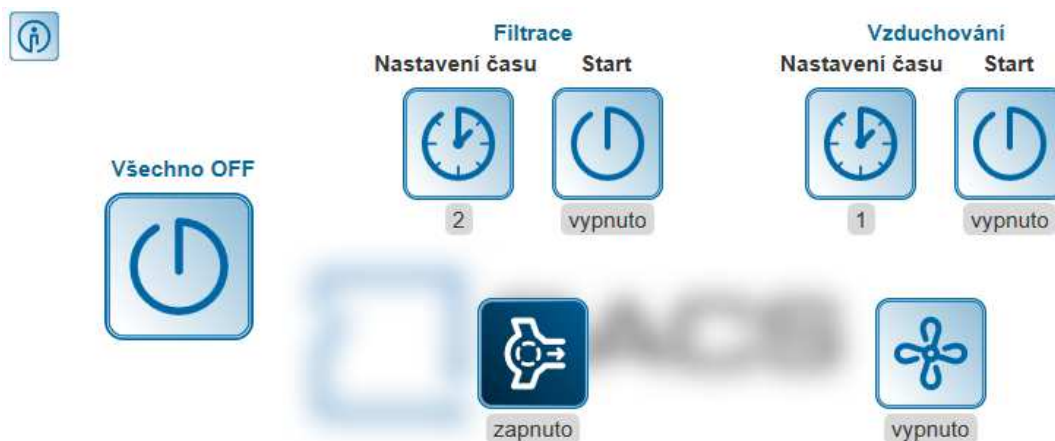 Filtrace
Vzduchování
Nastavení času Start
Nastavení času Start
Všechno OFF
2
vypnuto
1
vypnuto
zapnuto
vypnuto